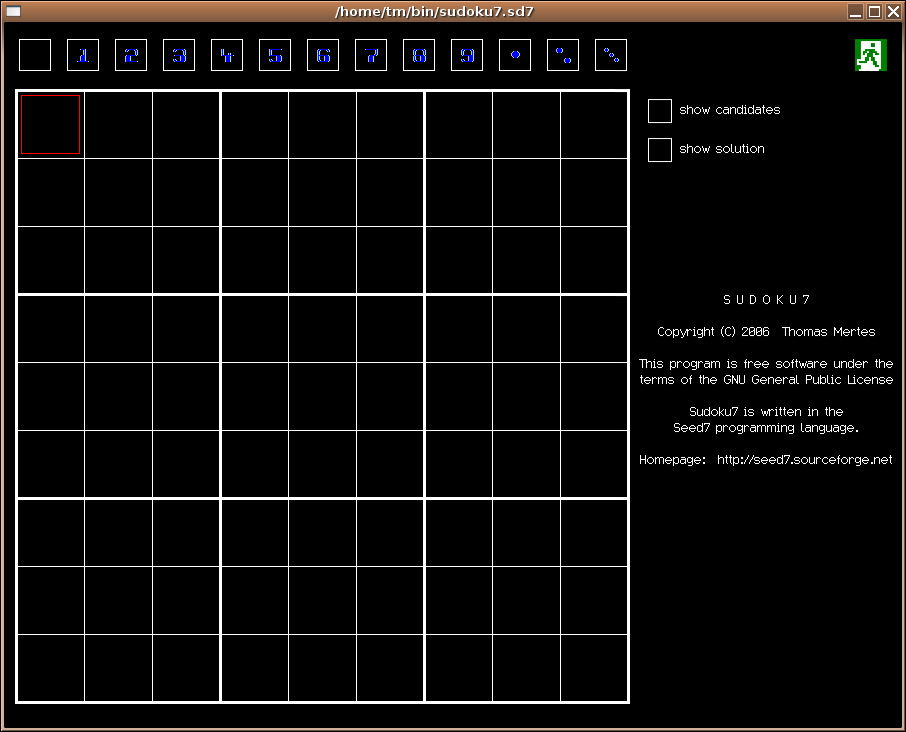 /home/tm/bin/sudoku7.sd7
1 2 3 4 5 6 7 8 9
show candidates
show solution
S U D O K U 7
Copyright (C) 2006 Thomas Mertes
This program is free software under the
terms of the GNU General Public License
Sudoku7 is written in the
Seed7 programming language.
Homepage: http://seed7.sourceforge.net